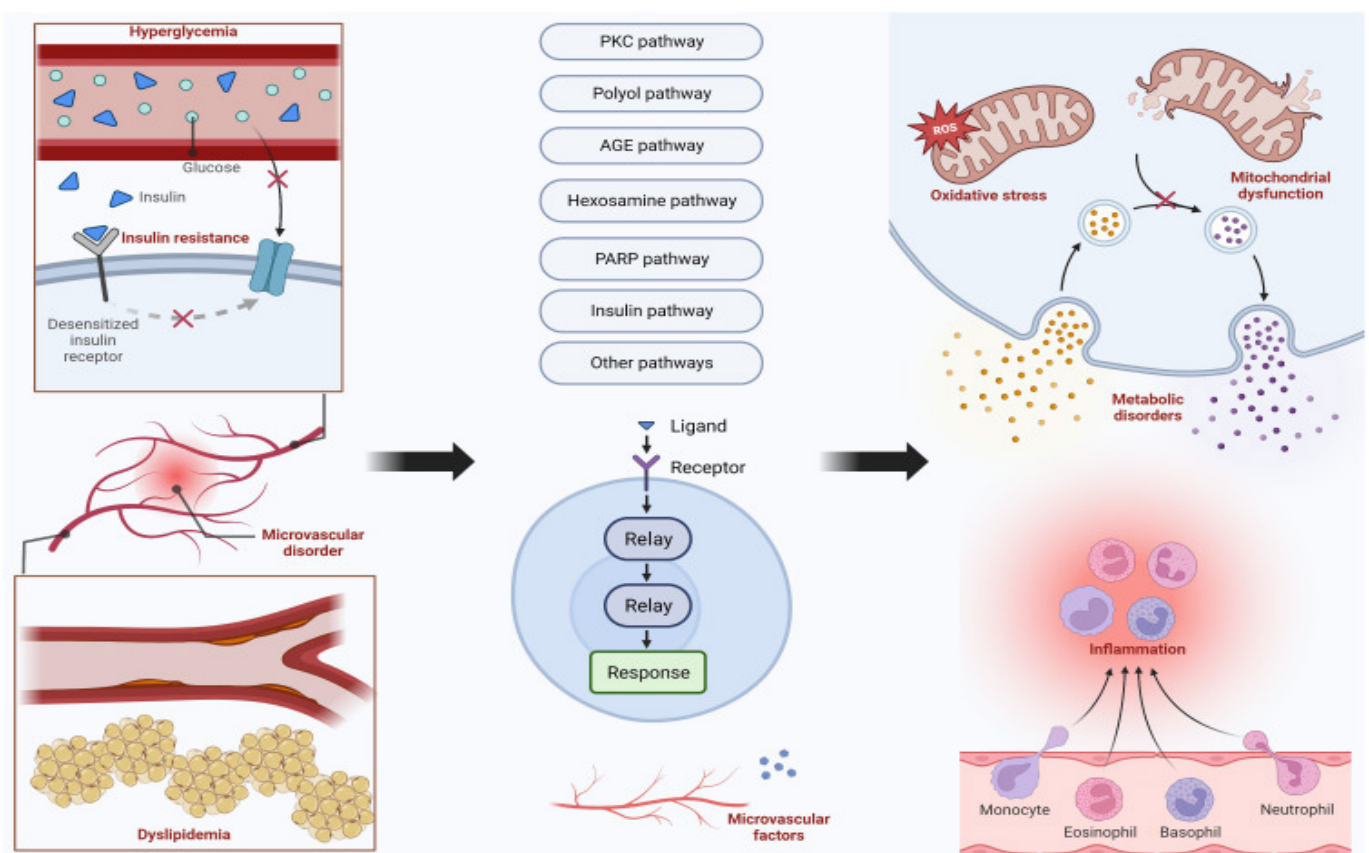 Hyperglycemia
Glucose
Insulin
Insulin resistance
Desensitized
insulin
receptor
Microvascular
disorder
Dyslipidemia
PKC pathway
Polyol pathway
AGE pathway
Hexosamine pathway
PARP pathway
Insulin pathway
Other pathways
Ligand
Receptor
Relay
Relay
Response
Microvascular
factors
ROS
Oxidative stress
Mitochondrial
dysfunction
Metabolic
disorders
Inflammation
Monocyte
Eosinophil
Basophil
Neutrophil